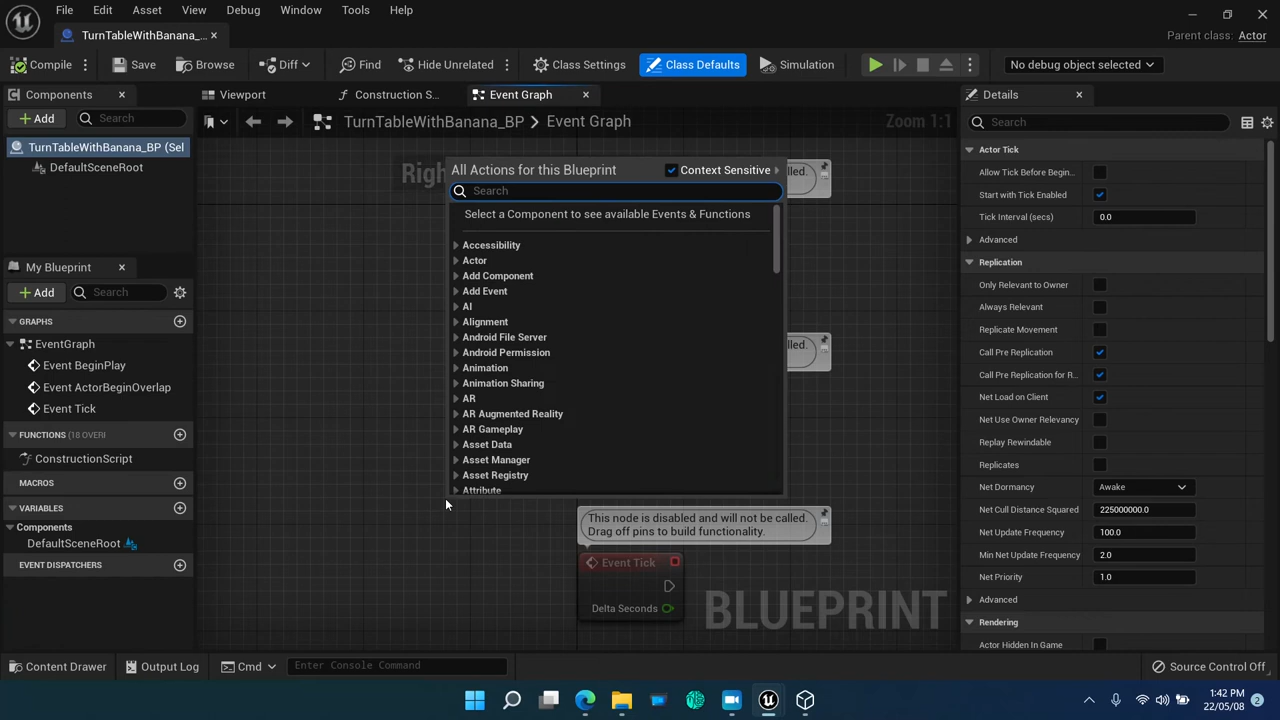 File Edit Asset View Debug Window Tools Help
TurnTableWithBanana_...
Parent class: Actor
Compile Save Browse Diff Find Hide Unrelated Class Settings Class Defaults Simulation No debug object selected
Components
Add Search
TurnTableWithBanana_BP (Sel
DefaultSceneRoot
My Blueprint
Add Search
GRAPHS
EventGraph
Event BeginPlay
Event ActorBeginOverlap
Event Tick
FUNCTIONS (18 OVERI
ConstructionScript
MACROS
VARIABLES
Components
DefaultSceneRoot
EVENT DISPATCHERS
Viewport Construction S... Event Graph
TurnTableWithBanana_BP > Event Graph Zoom 1:1
Righ
lled.
All Actions for this Blueprint Context Sensitive
Search
Select a Component to see available Events & Functions
Accessibility
Actor
Add Component
Add Event
AI
Alignment
Android File Server
Android Permission
Animation
Animation Sharing
AR
AR Augmented Reality
AR Gameplay
Asset Data
Asset Manager
Asset Registry
Attribute
lled.
This node is disabled and will not be called.
Drag off pins to build functionality.
Event Tick
Delta Seconds
BLUEPRINT
Details
Search
Actor Tick
Allow Tick Before Begin...
Start with Tick Enabled
Tick Interval (secs) 0.0
Advanced
Replication
Only Relevant to Owner
Always Relevant
Replicate Movement
Call Pre Replication
Call Pre Replication for R...
Net Load on Client
Net Use Owner Relevancy
Replay Rewindable
Replicates
Net Dormancy Awake
Net Cull Distance Squared 225000000.0
Net Update Frequency 100.0
Min Net Update Frequency 2.0
Net Priority 1.0
Advanced
Rendering
Actor Hidden In Game
Content Drawer Output Log Cmd Enter Console Command Source Control Off
1:42 PM
22/05/08
2